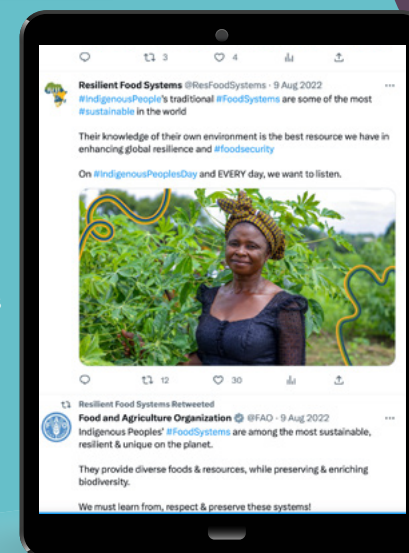 3 4
Resilient Food Systems @ResFoodSystems · 9 Aug 2022
#IndigenousPeople's traditional #FoodSystems are some of the most
#sustainable in the world
Their knowledge of their own environment is the best resource we have in
enhancing global resilience and #foodsecurity
On #IndigenousPeoplesDay and EVERY day, we want to listen.
12 30
Resilient Food Systems Retweeted
Food and Agriculture Organization @FAO · 9 Aug 2022
Indigenous Peoples' #FoodSystems are among the most sustainable,
resilient & unique on the planet.
They provide diverse foods & resources, while preserving & enriching
biodiversity.
We must learn from, respect & preserve these systems!